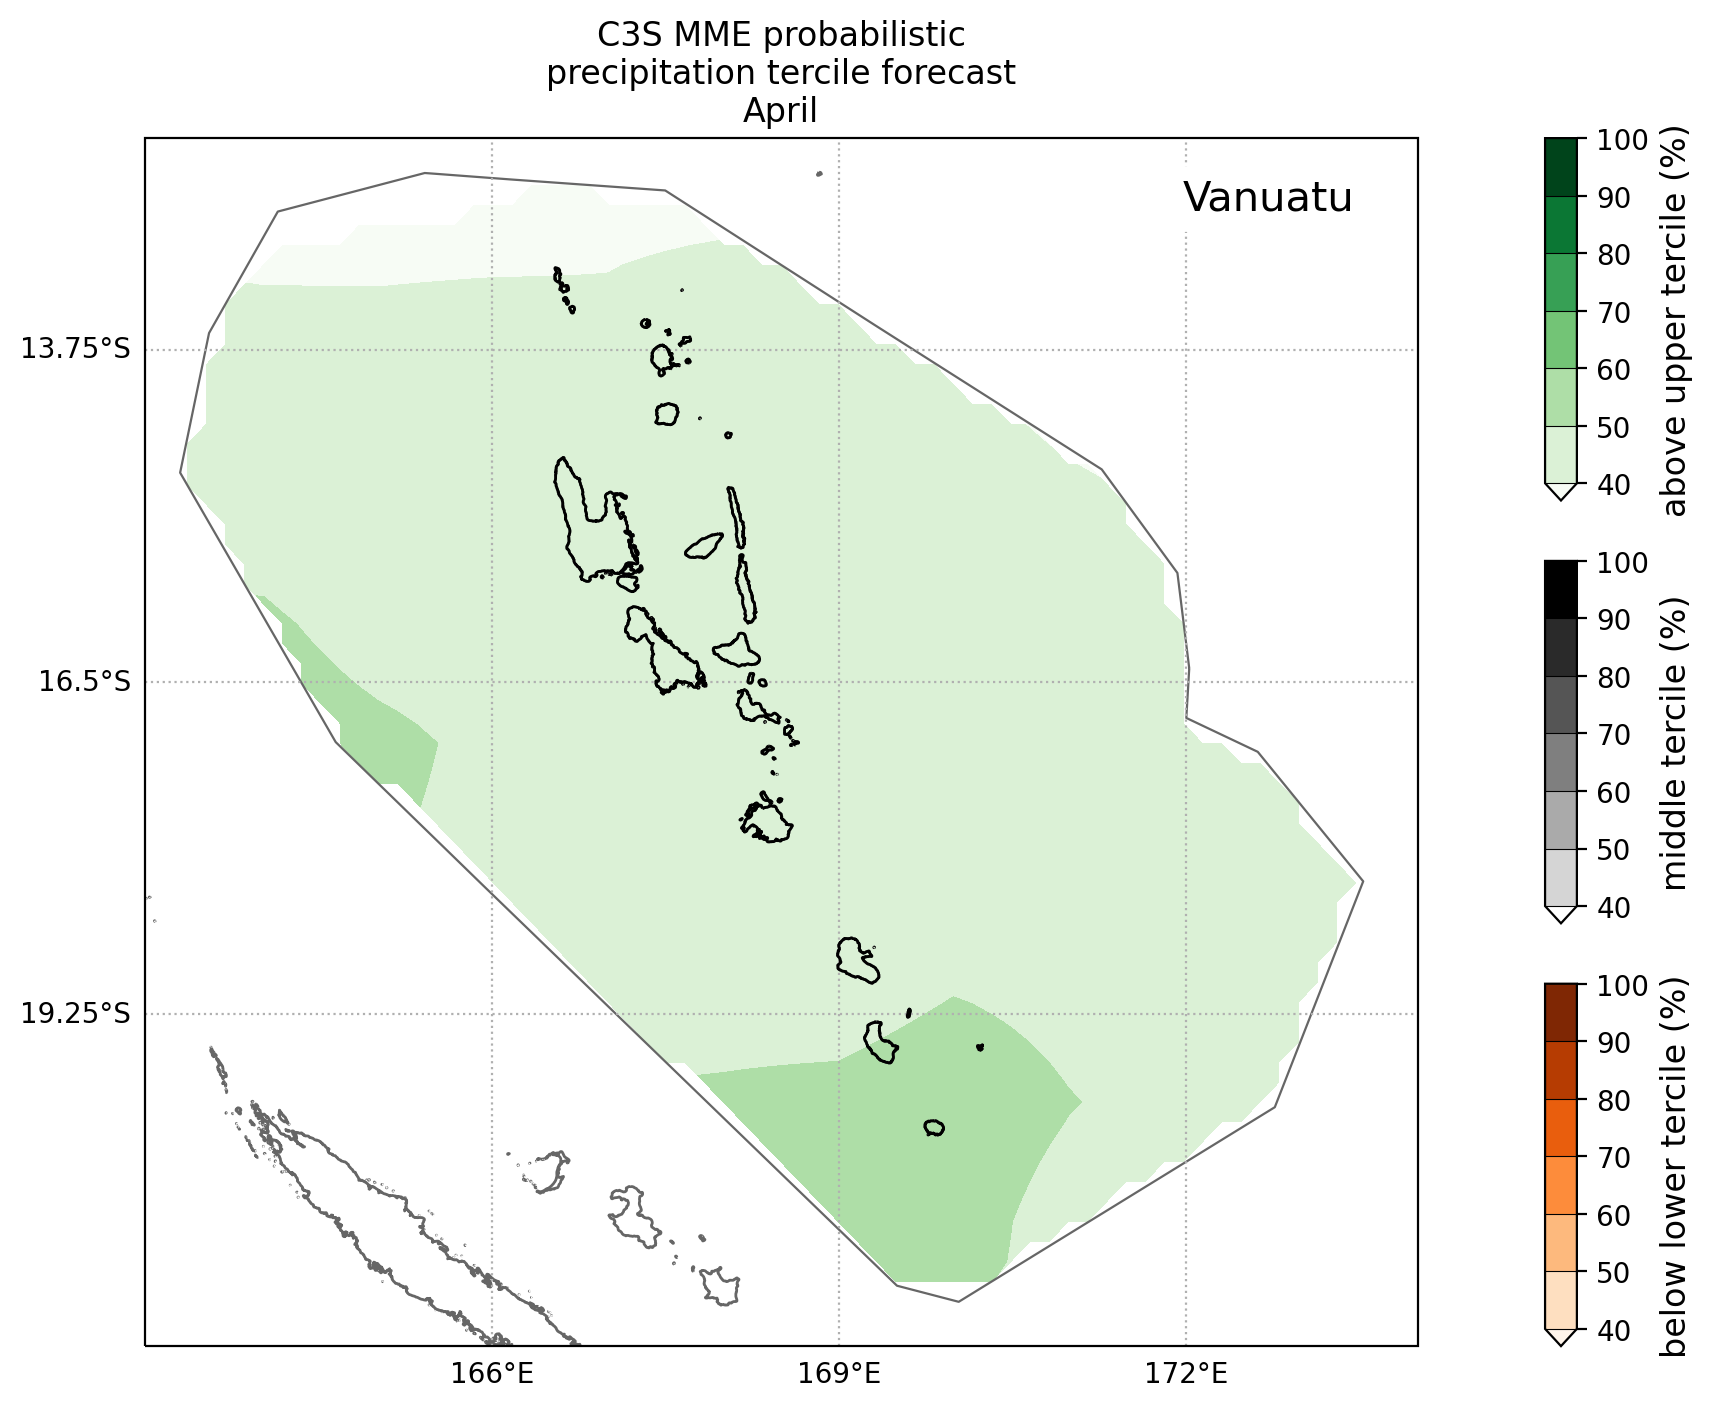 C3S MME probabilistic
precipitation tercile forecast
April
Vanuatu
13.75°S
16.5°S
19.25°S
166°E
169°E
172°E
100
90
80
70
60
50
40
above upper tercile (%)
100
90
80
70
60
50
40
middle tercile (%)
100
90
80
70
60
50
40
below lower tercile (%)